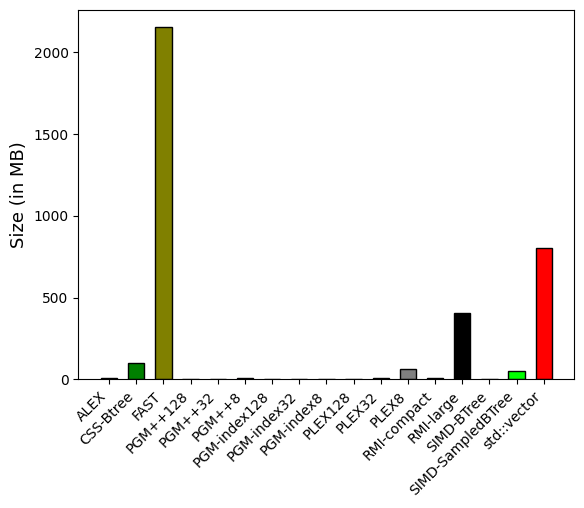 Size (in MB)
2000
1500
1000
500
0
ALEX
CSS-Btree
FAST
PGM++128
PGM++32
PGM++8
PGM-index128
PGM-index32
PGM-index8
PLEX128
PLEX32
PLEX8
RMI-compact
RMI-large
SIMD-BTree
SIMD-SampledBTree
std::vector